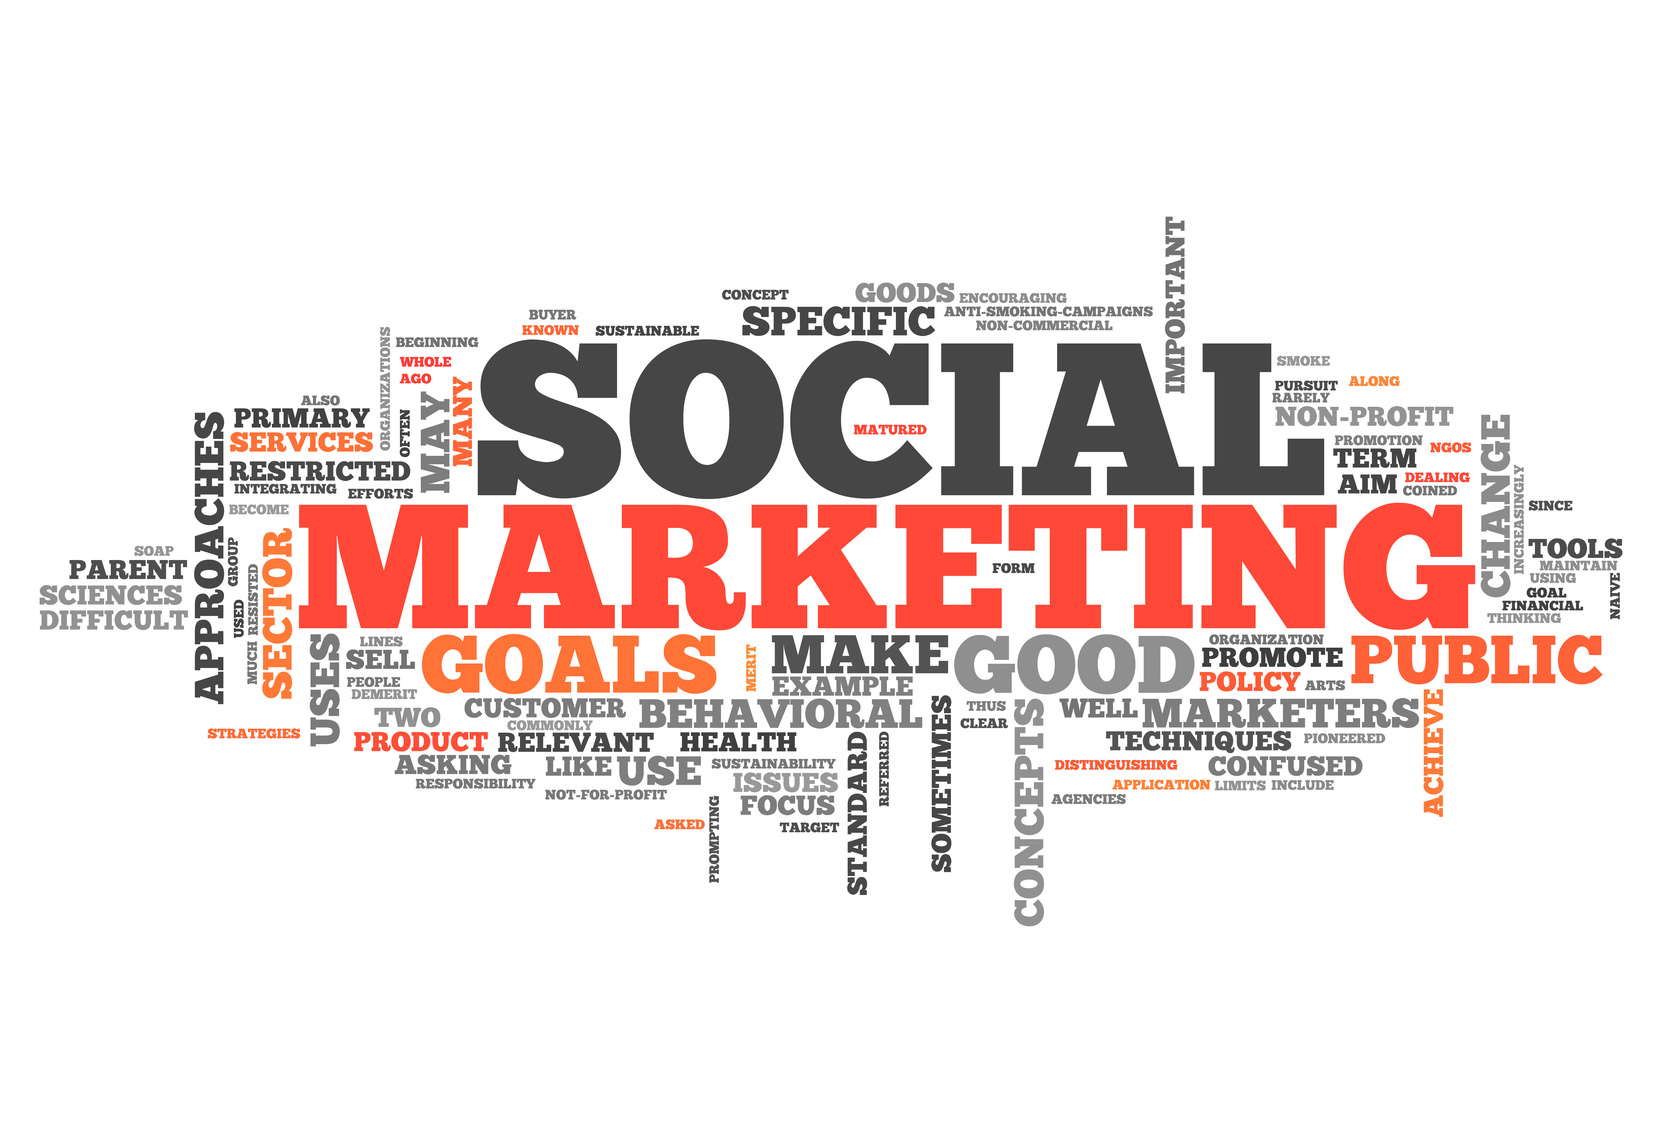 IMPORTANT
CONCEPT
GOODS
ENCOURAGING
BUYER
SPECIFIC
ANTI-SMOKING-CAMPAIGNS
KNOWN
SUSTAINABLE
NON-COMMERCIAL
ORGANIZATIONS
BEGINNING
WHOLE
AGO
MANY
MAY
OFTEN
SOCIAL
MATURED
SMOKE
PURSUIT
ALONG
RARELY
NON-PROFIT
PROMOTION
NGOS
TERM
DEALING
AIM
COINED
CHANGE
INCREASINGLY
ALSO
PRIMARY
SERVICES
RESTRICTED
INTEGRATING
EFFORTS
BECOME
APPROACHES
GROUP
USED
MUCH
RESISTED
SECTOR
MARKETING
FORM
SINCE
TOOLS
MAINTAIN
USING
GOAL
FINANCIAL
THINKING
NAIVE
SOAP
PARENT
SCIENCES
DIFFICULT
USES
LINES
SELL
PEOPLE
DEMERIT
GOALS
MERIT
MAKE
EXAMPLE
GOOD
ORGANIZATION
PROMOTE
POLICY
ARTS
PUBLIC
STRATEGIES
TWO
CUSTOMER
COMMONLY
BEHAVIORAL
THUS
CLEAR
WELL
MARKETERS
ACHIEVE
PRODUCT
RELEVANT
HEALTH
TECHNIQUES
PIONEERED
ASKING
LIKE
USE
SUSTAINABILITY
ISSUES
FOCUS
TARGET
STANDARD
REFERRED
SOMETIMES
CONCEPTS
DISTINGUISHING
CONFUSED
APPLICATION
LIMITS
INCLUDE
AGENCIES
RESPONSIBILITY
NOT-FOR-PROFIT
ASKED
PROMPTING